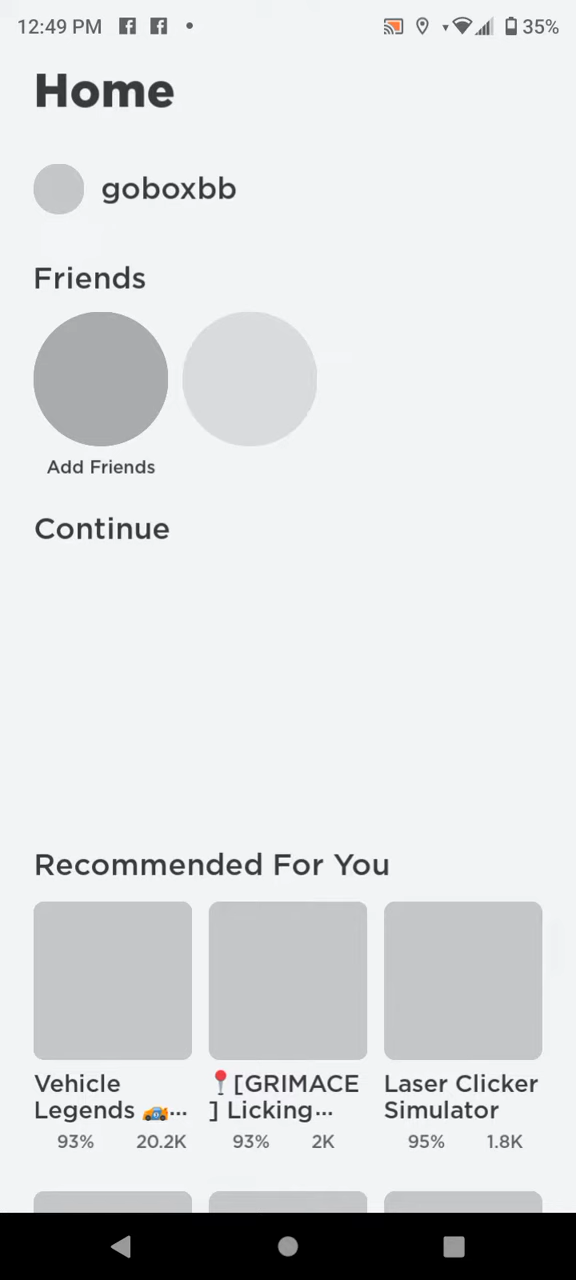 12:49 PM 35%
Home
goboxbb
Friends
Add Friends
Continue
Recommended For You
Vehicle
Legends 🚙...
93% 20.2K
📍[GRIMACE
] Licking...
93% 2K
Laser Clicker
Simulator
95% 1.8K